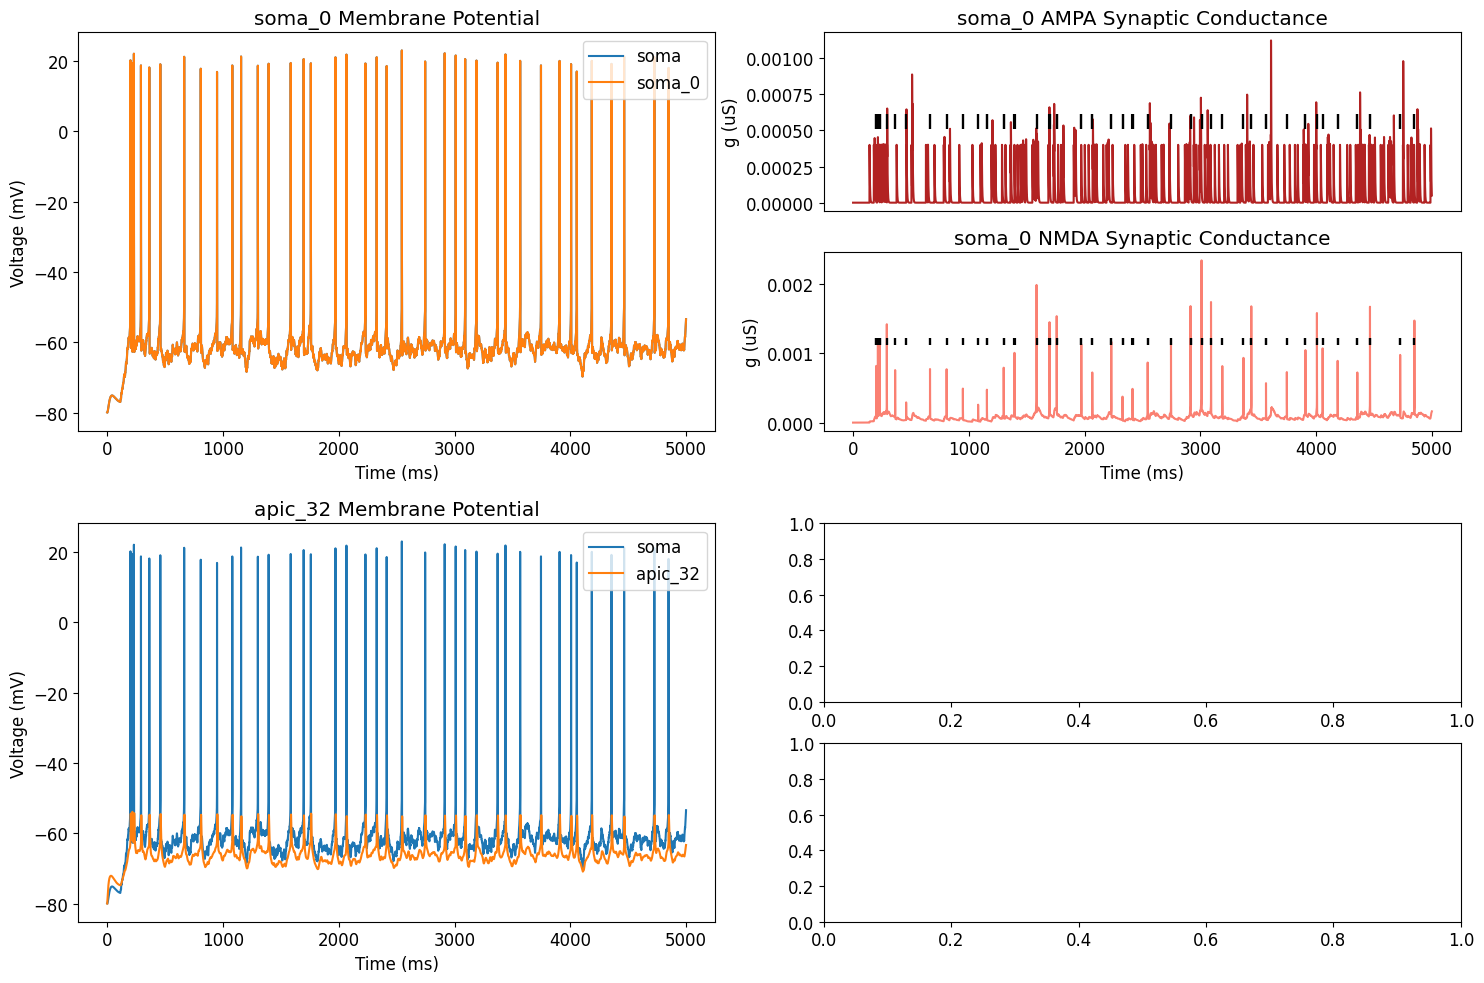 soma_0 Membrane Potential
Voltage (mV)
20
0
−20
−40
−60
−80
soma
soma_0
0 1000 2000 3000 4000 5000
Time (ms)
soma_0 AMPA Synaptic Conductance
g (uS)
0.00100
0.00075
0.00050
0.00025
0.00000
soma_0 NMDA Synaptic Conductance
g (uS)
0.002
0.001
0.000
0 1000 2000 3000 4000 5000
Time (ms)
apic_32 Membrane Potential
Voltage (mV)
20
0
−20
−40
−60
−80
soma
apic_32
0 1000 2000 3000 4000 5000
Time (ms)
1.0
0.8
0.6
0.4
0.2
0.0
0.0 0.2 0.4 0.6 0.8 1.0
1.0
0.8
0.6
0.4
0.2
0.0
0.0 0.2 0.4 0.6 0.8 1.0